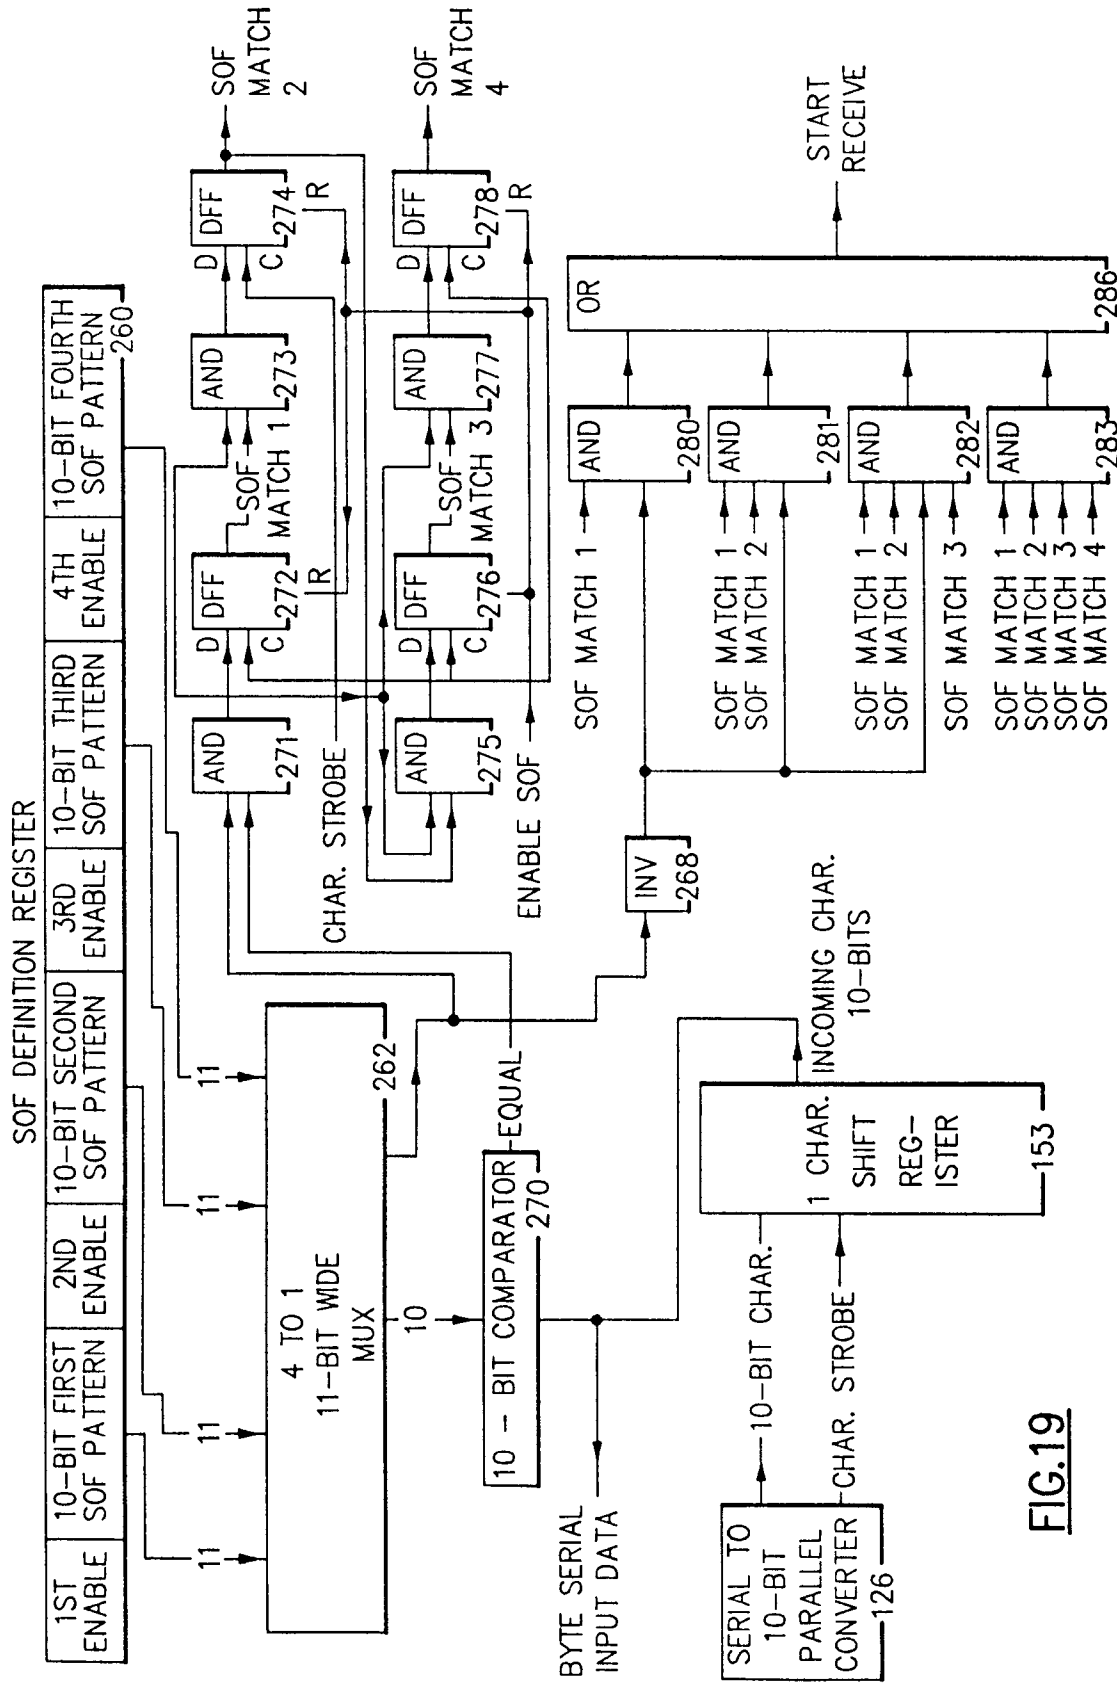 SOF DEFINITION REGISTER
1ST
ENABLE
10-BIT FIRST
SOF PATTERN
2ND
ENABLE
10-BIT SECOND
SOF PATTERN
3RD
ENABLE
10-BIT THIRD
SOF PATTERN
4TH
ENABLE
10-BIT FOURTH
SOF PATTERN
260
11
11
11
11
4 TO 1
11-BIT WIDE
MUX
262
10
10 - BIT COMPARATOR
270
EQUAL
AND
271
D
DFF
C
272
R
SOF
MATCH 1
AND
273
D
DFF
C
274
R
SOF
MATCH
2
CHAR. STROBE
AND
275
D
DFF
C
276
SOF
MATCH 3
AND
277
D
DFF
C
278
R
SOF
MATCH
4
ENABLE SOF
BYTE SERIAL
INPUT DATA
INV
268
SOF MATCH 1
AND
280
SOF MATCH 1
SOF MATCH 2
AND
281
SOF MATCH 1
SOF MATCH 2
SOF MATCH 3
AND
282
SOF MATCH 1
SOF MATCH 2
SOF MATCH 3
SOF MATCH 4
AND
283
OR
286
START
RECEIVE
SERIAL TO
10-BIT
PARALLEL
CONVERTER
126
10-BIT CHAR.
CHAR. STROBE
1 CHAR.
SHIFT
REG-
ISTER
153
INCOMING CHAR.
10-BITS
FIG.19